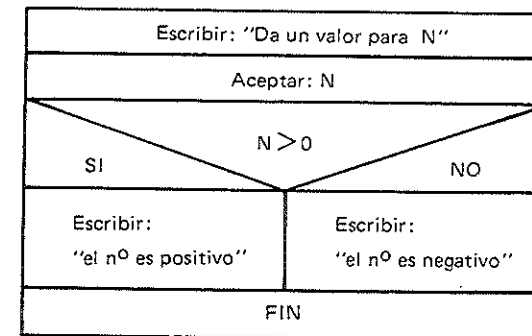 Escribir: "Da un valor para N"
Aceptar: N
N > 0
SI
NO
Escribir:
"el nº es positivo"
Escribir:
"el nº es negativo"
FIN